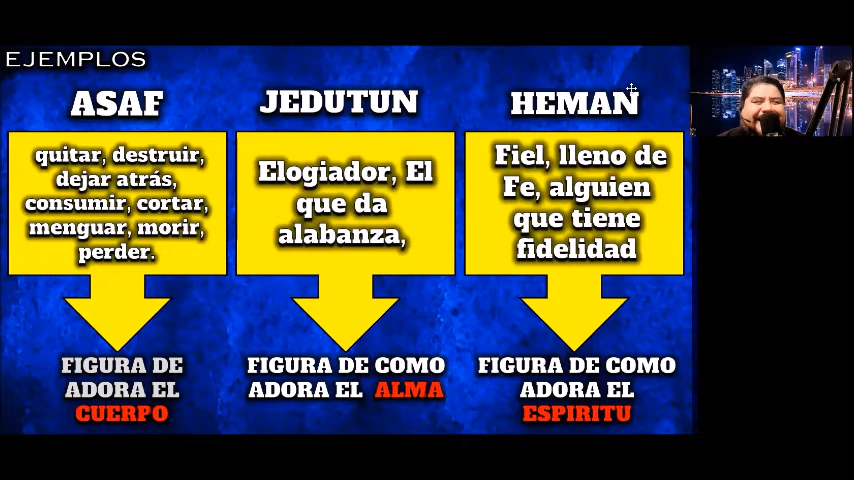 EJEMPLOS
ASAF
quitar, destruir,
dejar atrás,
consumir, cortar,
menguar, morir,
perder.
FIGURA DE
ADORA EL
CUERPO
JEDUTUN
Elogiador, El
que da
alabanza,
FIGURA DE COMO
ADORA EL ALMA
HEMAN
Fiel, lleno de
Fe, alguien
que tiene
fidelidad
FIGURA DE COMO
ADORA EL
ESPIRITU